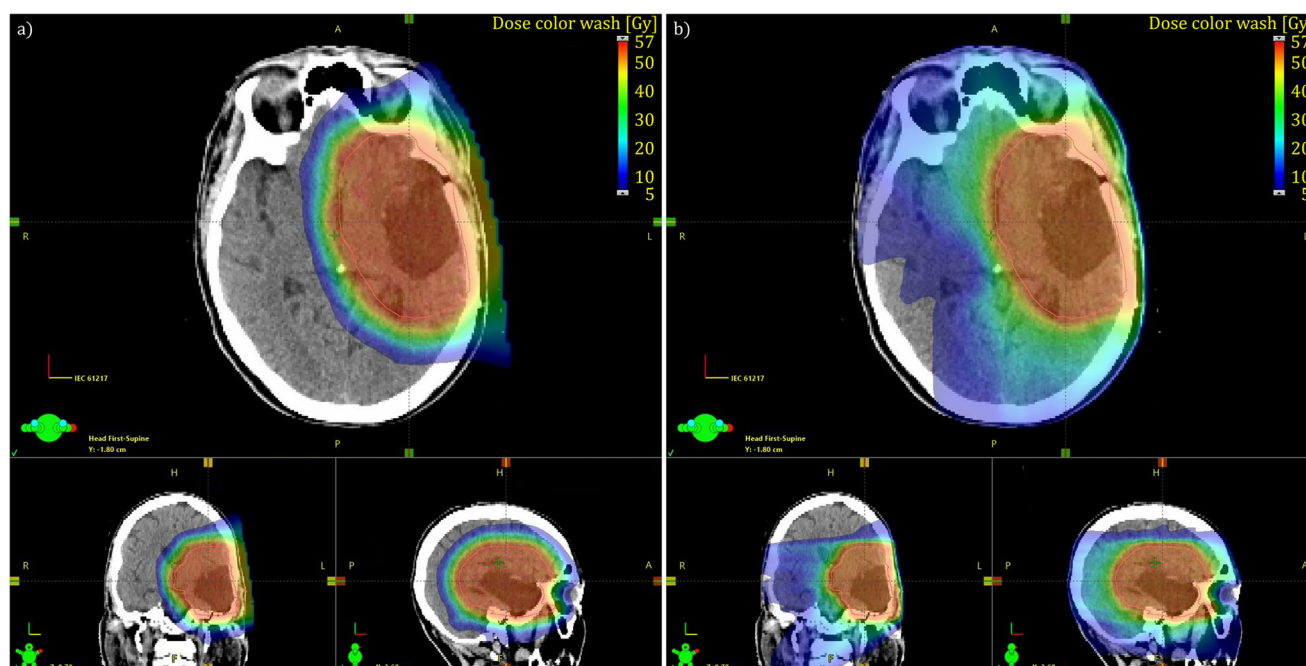 a)
Dose color wash [Gy]
57
50
40
30
20
10
5
A
R
L
IEC 61217
Head First-Supine
Y: -1.80 cm
P
H
R
L
F
H
P
A
b)
Dose color wash [Gy
57
50
40
30
20
10
5
A
R
IEC 61217
Head First-Supine
Y: -1.80 cm
P
H
R
L
F
H
P
A